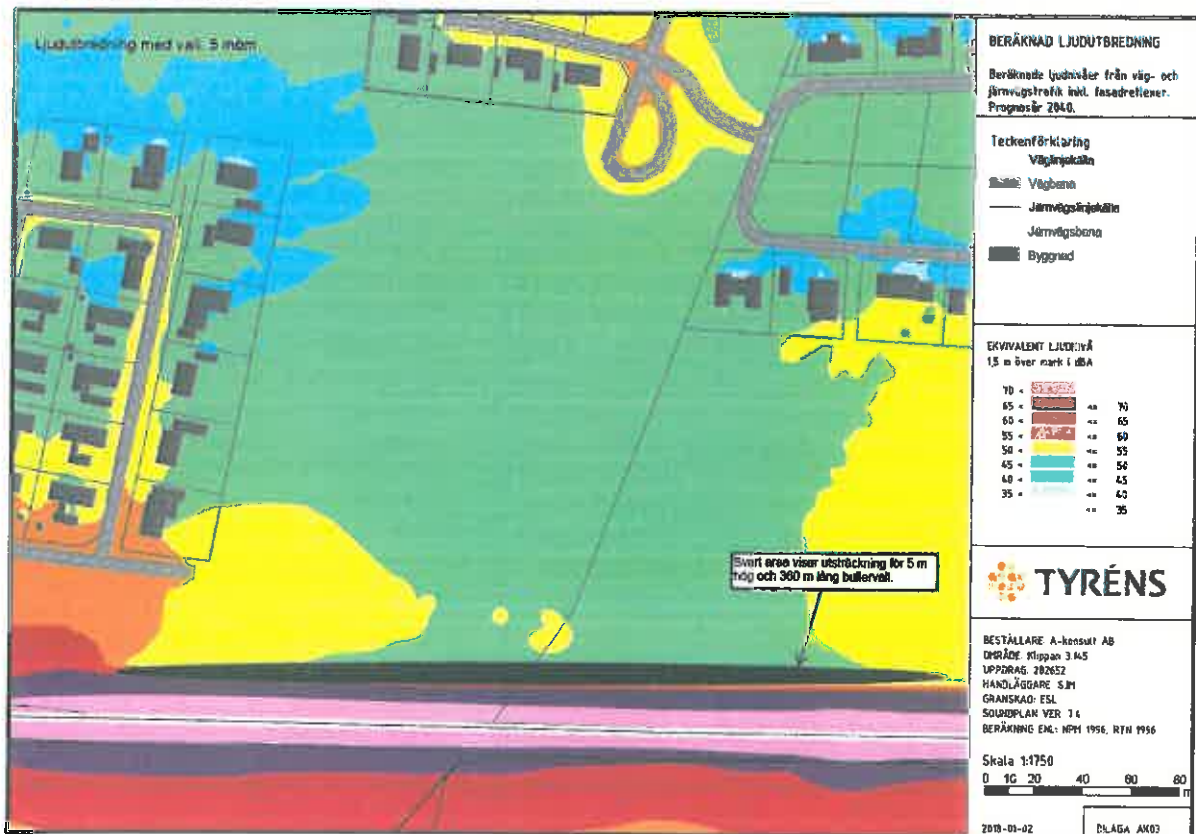 Ljudutbredning med vall 5 möm
BERÄKNAD LJUDUTBREDNING
Beräknade ljudnivåer från väg- och
järnvägstrafik inkl. fasadreflexer.
Prognosår 2040.
Teckenförklaring
Väglinjekälla
Vägbana
Järnvägslinjekälla
Järnvägsbana
Byggnad
EKVIVALENT LJUDNIVÅ
1,5 m över mark i dBA
70 <
65 < <= 70
60 < <= 65
55 < <= 60
50 < <= 55
45 < <= 50
40 < <= 45
35 < <= 40
<= 35
Svart area visar utsträckning för 5 m
hög och 360 m lång bullervall.
TYRÉNS
BESTÄLLARE: A-konsult AB
OMRÅDE: Klippan 3:145
UPPDRAG: 282652
HANDLÄGGARE: SJM
GRANSKAD: ESL
SOUNDPLAN VER 7.4
BERÄKNING ENL: NPM 1996, RTN 1996
Skala 1:1750
0 10 20 40 60 80
m
2018-01-02
BILAGA AK03